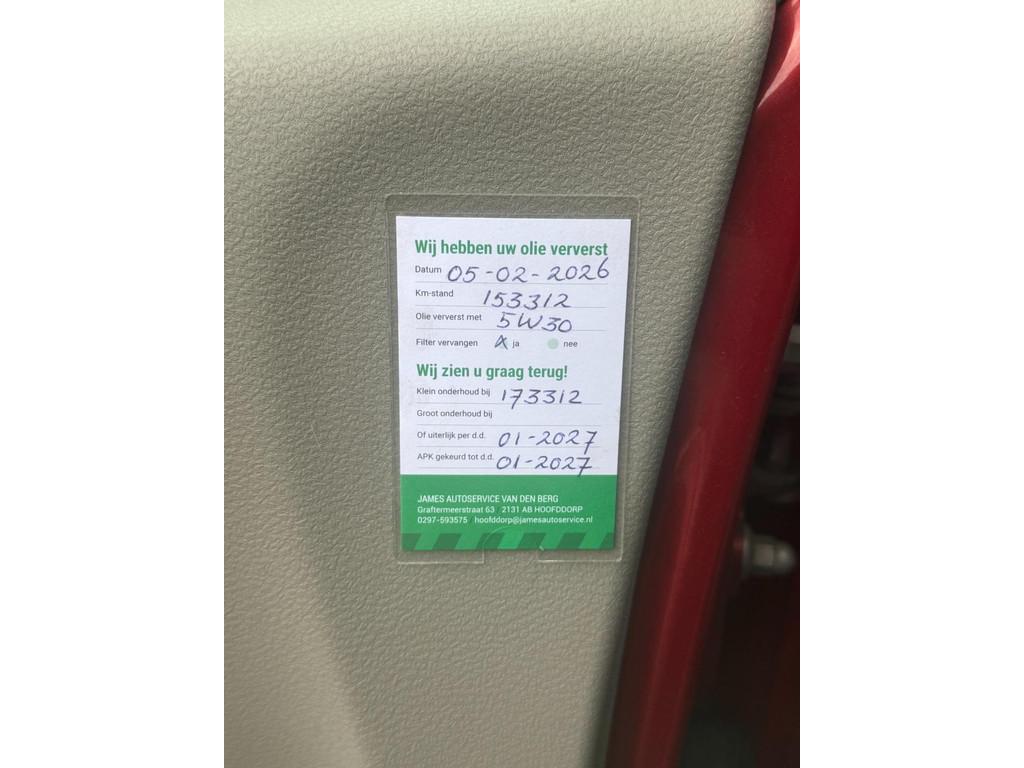 Wij hebben uw olie ververst
Datum 05-02-2026
Km-stand 153312
Olie ververst met 5W30
Filter vervangen X ja nee
Wij zien u graag terug!
Klein onderhoud bij 173312
Groot onderhoud bij
Of uiterlijk per d.d. 01-2027
APK gekeurd tot d.d. 01-2027
JAMES AUTOSERVICE VAN DEN BERG
Graftermeerstraat 63 / 2131 AB HOOFDDORP
0297-593575 / hoofddorp@jamesautoservice.nl